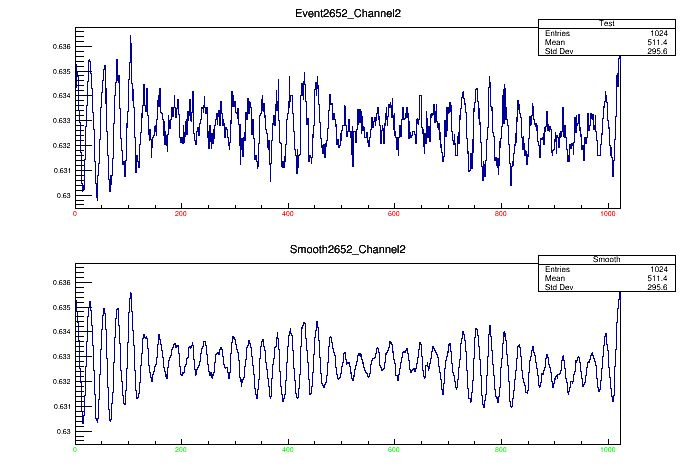 Event2652_Channel2
Test
Entries 1024
Mean 511.4
Std Dev 295.6
0.636
0.635
0.634
0.633
0.632
0.631
0.63
0 200 400 600 800 1000
Smooth2652_Channel2
Smooth
Entries 1024
Mean 511.4
Std Dev 295.6
0.636
0.635
0.634
0.633
0.632
0.631
0.63
0 200 400 600 800 1000